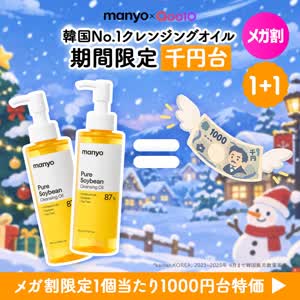 manyo×Qoo10
韓国No.1クレンジングオイル
期間限定 千円台
メガ割
1+1
manyo
Pure
Soybean
Cleansing Oil
87
manyo
Pure
Soybean
Cleansing Oil
87
1000
千円
メガ割限定1個当たり1000円台特価 ▶